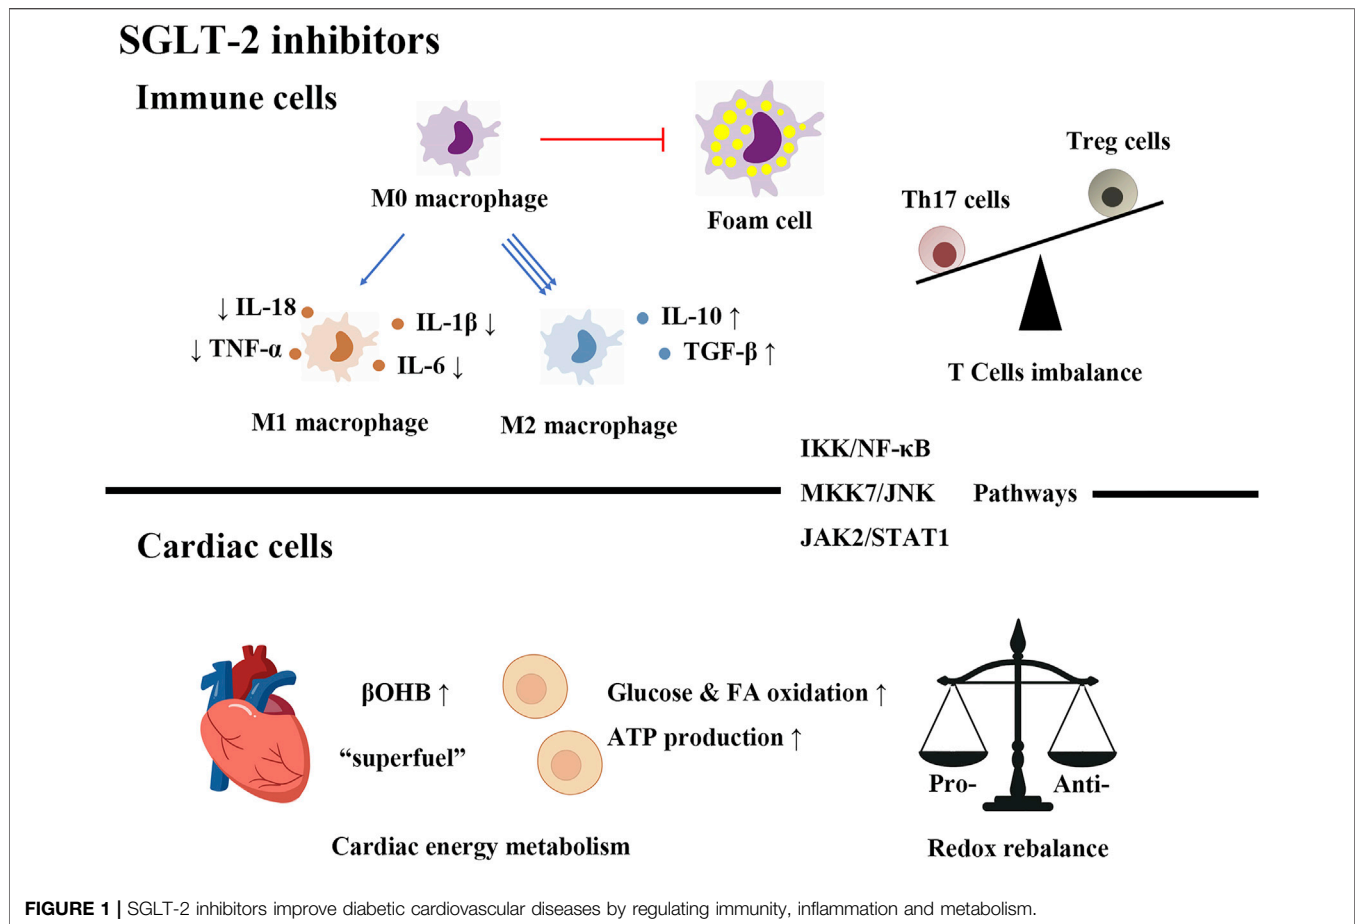 SGLT-2 inhibitors
Immune cells
M0 macrophage
Foam cell
Treg cells
Th17 cells
T Cells imbalance
↓ IL-18
↓ TNF-α
IL-1β ↓
IL-6 ↓
M1 macrophage
IL-10 ↑
TGF-β ↑
M2 macrophage
IKK/NF-κB
MKK7/JNK Pathways
JAK2/STAT1
Cardiac cells
βOHB ↑
“superfuel”
Glucose & FA oxidation ↑
ATP production ↑
Cardiac energy metabolism
Pro- Anti-
Redox rebalance
FIGURE 1 | SGLT-2 inhibitors improve diabetic cardiovascular diseases by regulating immunity, inflammation and metabolism.